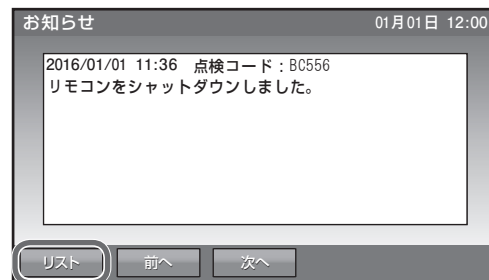 お知らせ 01月01日 12:00
2016/01/01 11:36 点検コード：BC556
リモコンをシャットダウンしました。
リスト 前へ 次へ